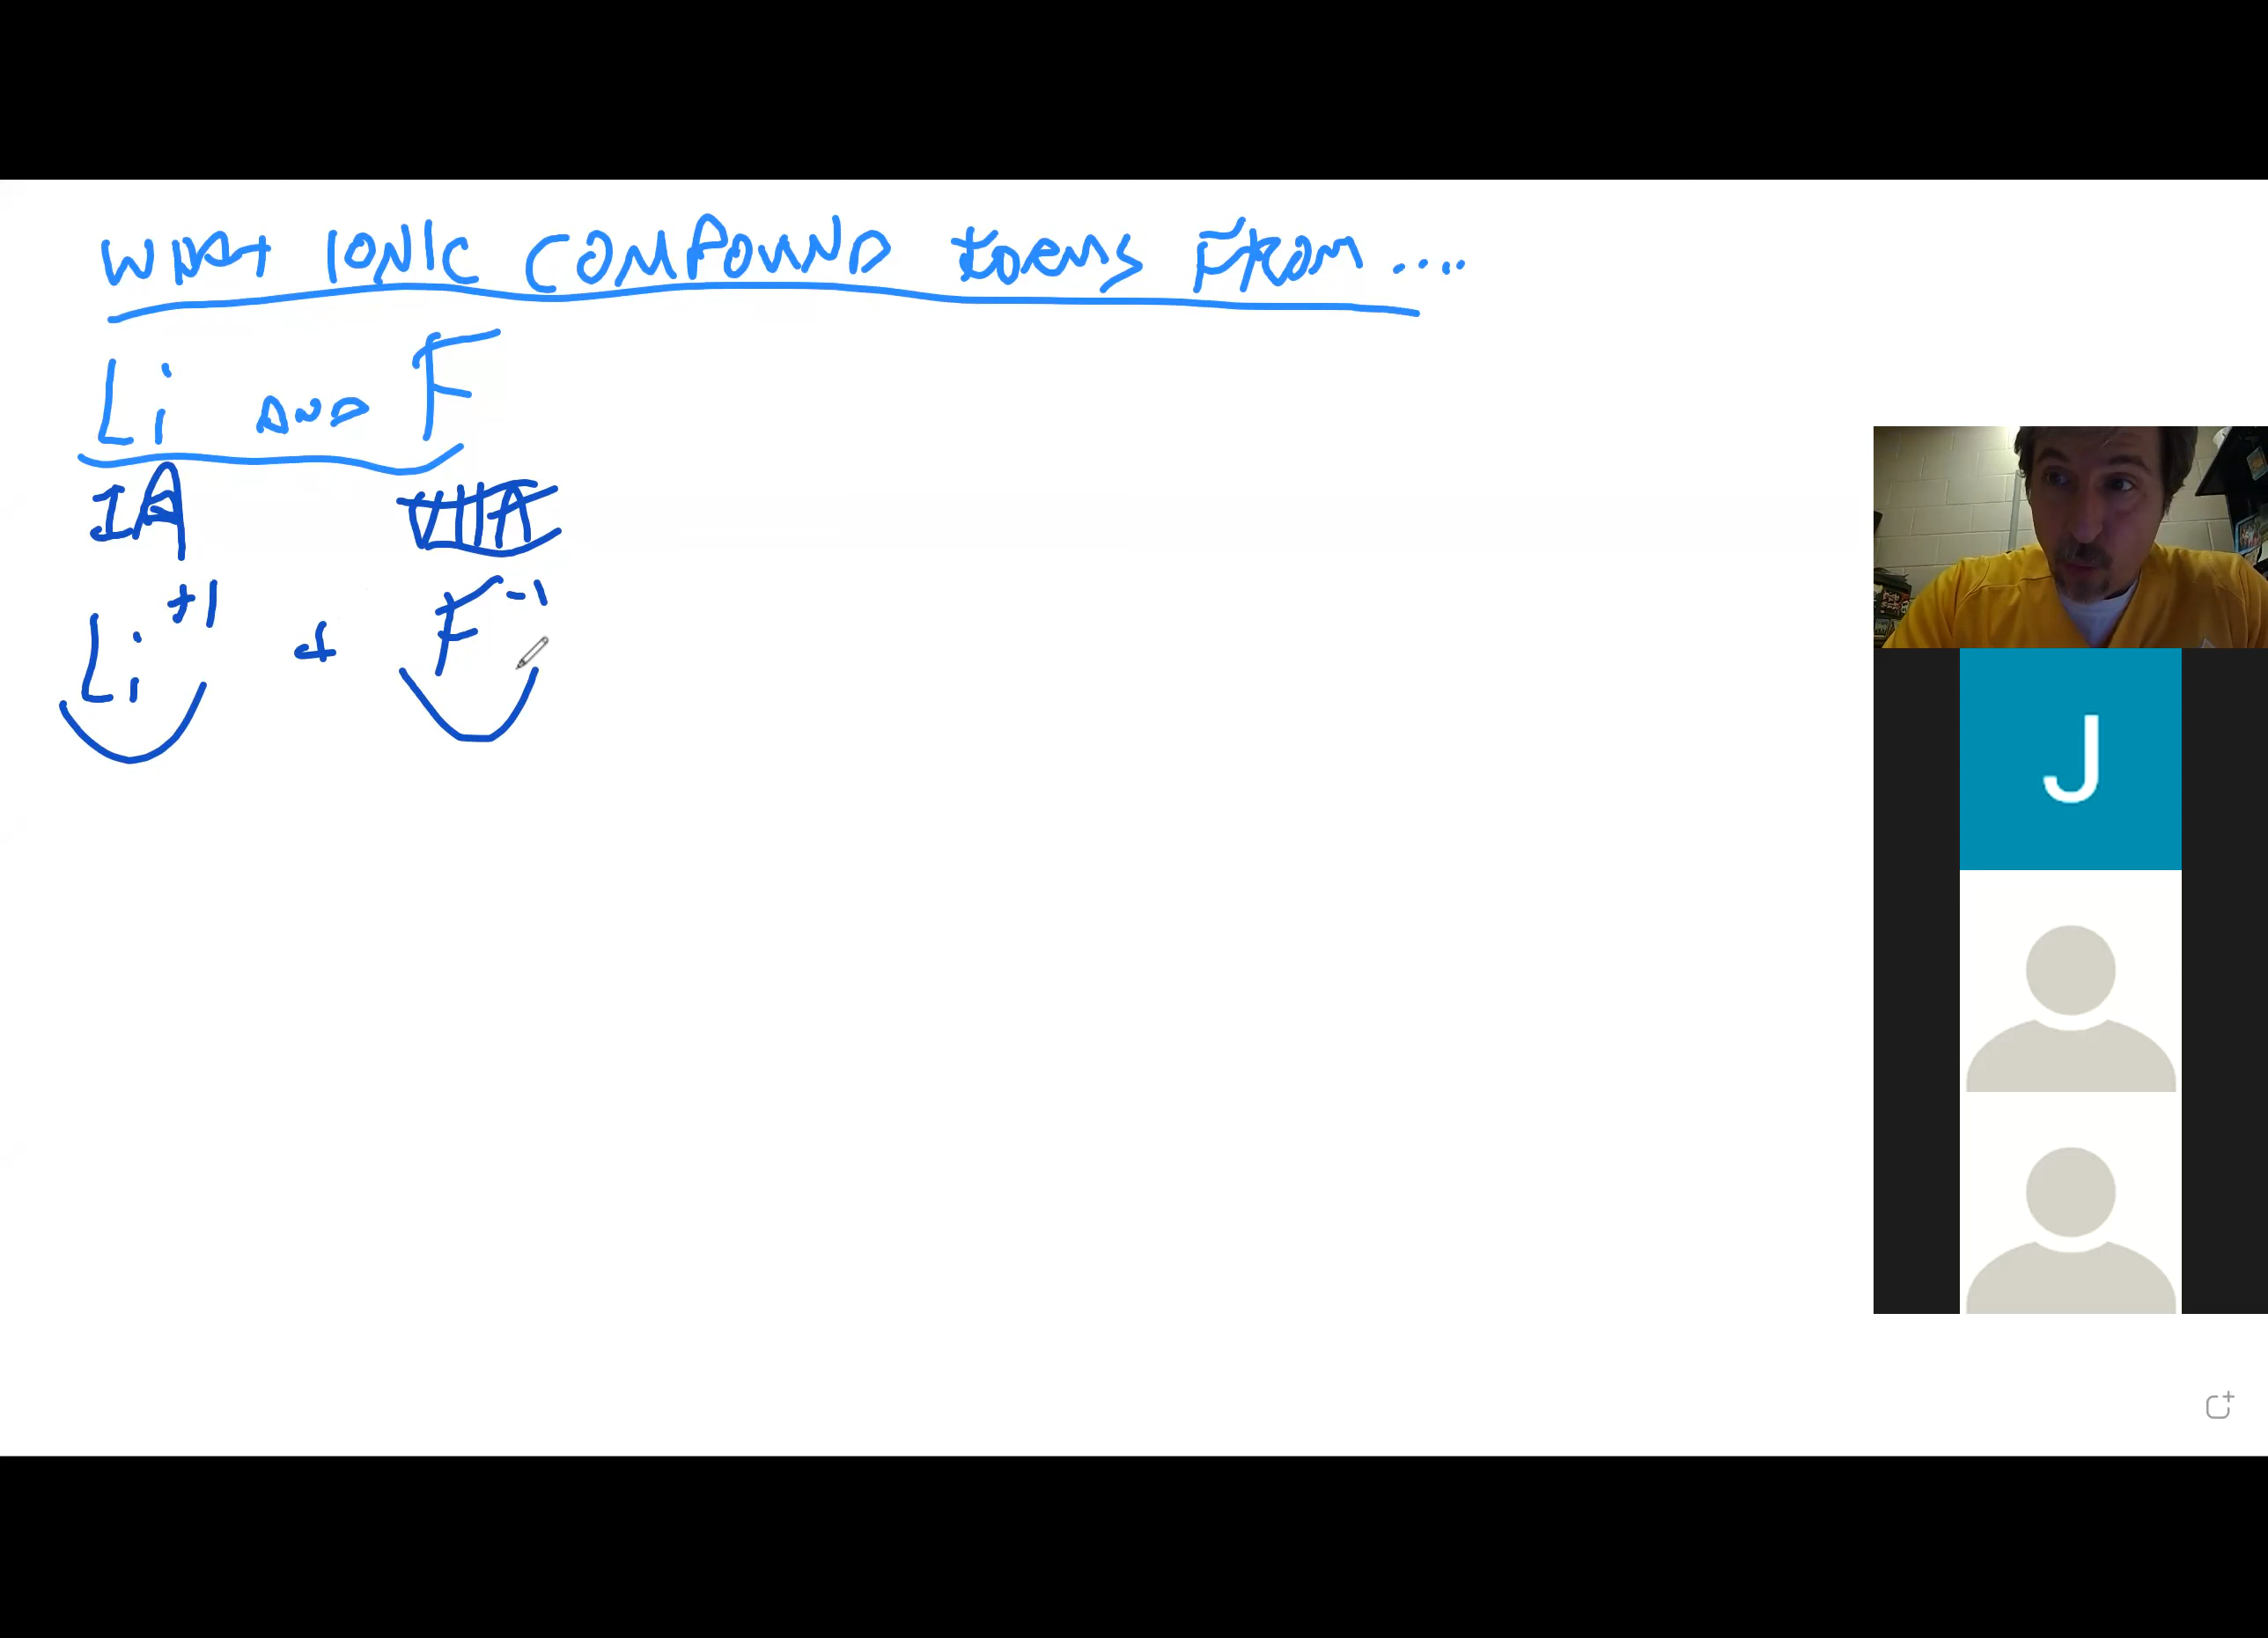 WHAT IONIC COMPOUND FORMS FROM....
Li AND F
IA VIIA
Li+1 & F-1
J